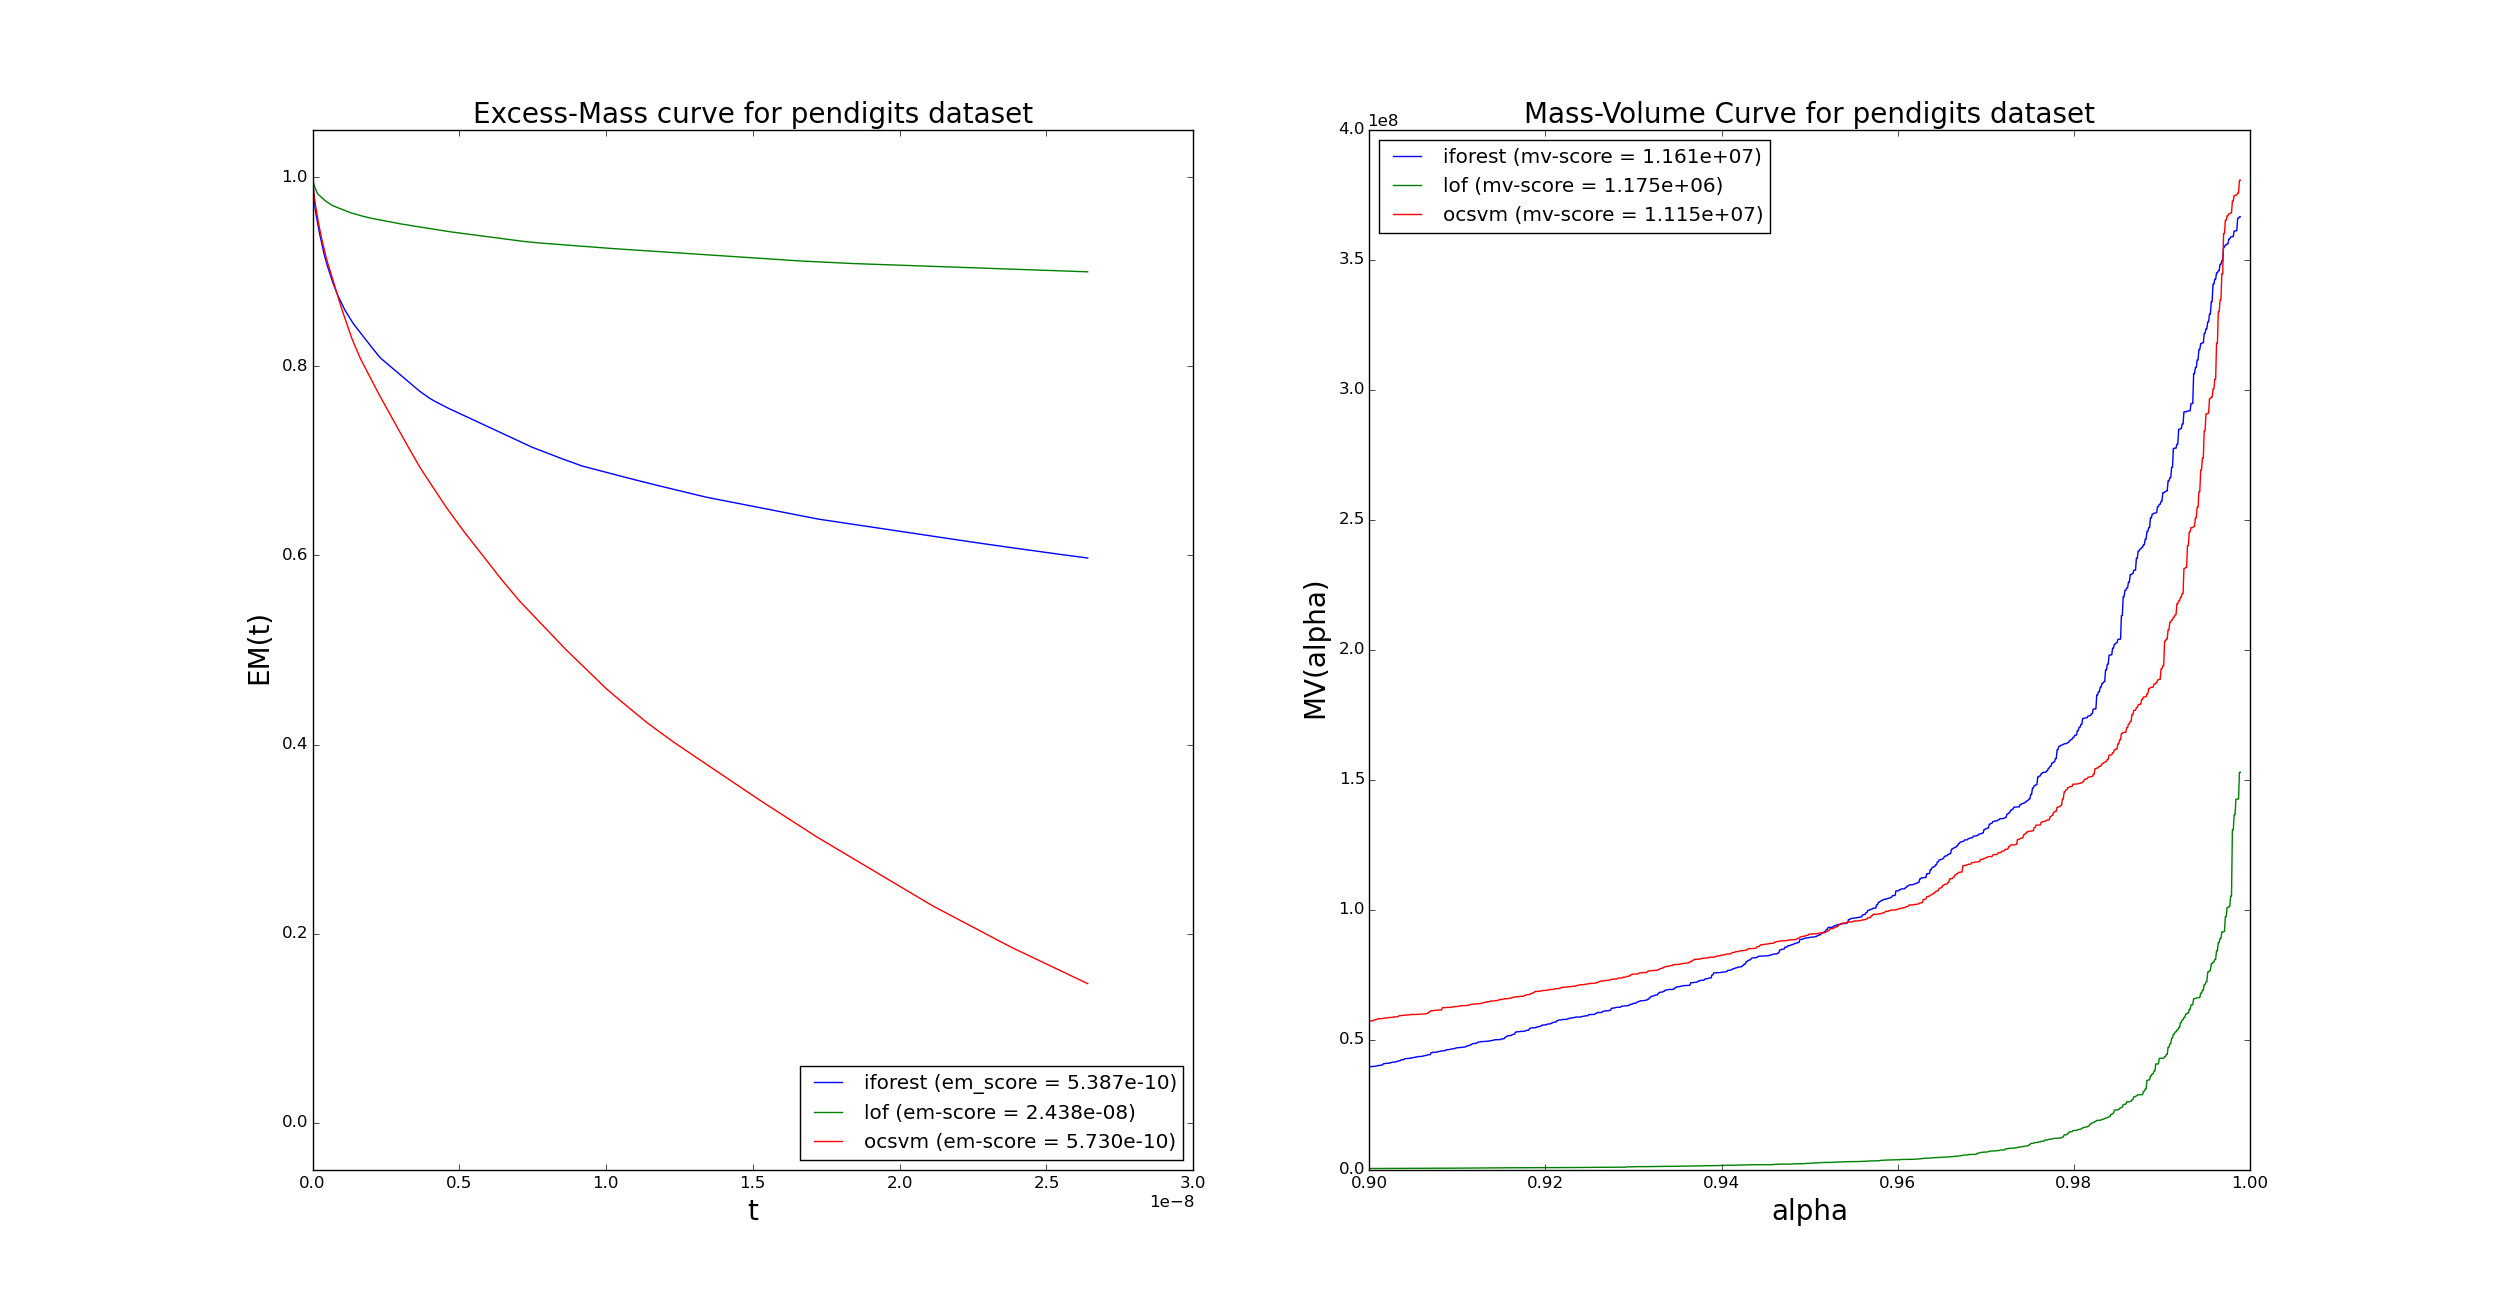 Excess-Mass curve for pendigits dataset
1.0
0.8
0.6
0.4
0.2
0.0
EM(t)
iforest (em_score = 5.387e-10)
lof (em-score = 2.438e-08)
ocsvm (em-score = 5.730e-10)
0.0 0.5 1.0 1.5 2.0 2.5 3.0
1e−8
t
Mass-Volume Curve for pendigits dataset
1e8
4.0
3.5
3.0
2.5
2.0
1.5
1.0
0.5
0.0
MV(alpha)
iforest (mv-score = 1.161e+07)
lof (mv-score = 1.175e+06)
ocsvm (mv-score = 1.115e+07)
0.90 0.92 0.94 0.96 0.98 1.00
alpha